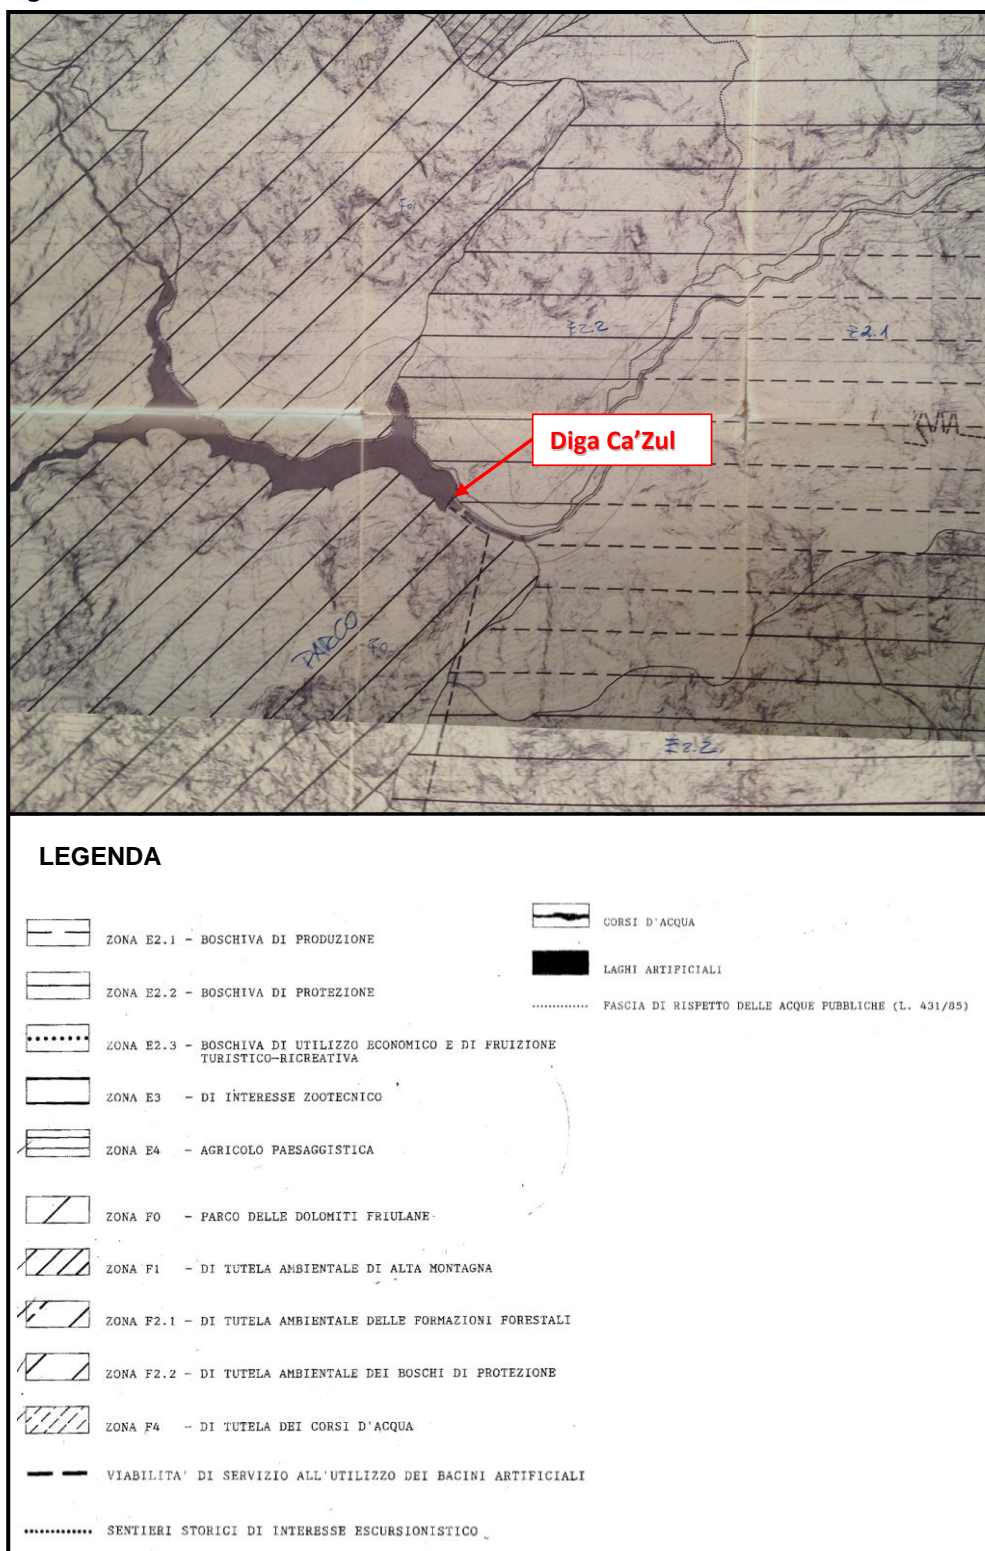 F0
E2.2
E2.1
Diga Ca'Zul
PARCO
F0
E2.2
LEGENDA
ZONA E2.1 - BOSCHIVA DI PRODUZIONE
ZONA E2.2 - BOSCHIVA DI PROTEZIONE
ZONA E2.3 - BOSCHIVA DI UTILIZZO ECONOMICO E DI FRUIZIONE
TURISTICO-RICREATIVA
ZONA E3 - DI INTERESSE ZOOTECNICO
ZONA E4 - AGRICOLO PAESAGGISTICA
ZONA F0 - PARCO DELLE DOLOMITI FRIULANE
ZONA F1 - DI TUTELA AMBIENTALE DI ALTA MONTAGNA
ZONA F2.1 - DI TUTELA AMBIENTALE DELLE FORMAZIONI FORESTALI
ZONA F2.2 - DI TUTELA AMBIENTALE DEI BOSCHI DI PROTEZIONE
ZONA F4 - DI TUTELA DEI CORSI D'ACQUA
VIABILITA' DI SERVIZIO ALL'UTILIZZO DEI BACINI ARTIFICIALI
SENTIERI STORICI DI INTERESSE ESCURSIONISTICO
CORSI D'ACQUA
LAGHI ARTIFICIALI
FASCIA DI RISPETTO DELLE ACQUE PUBBLICHE (L. 431/85)